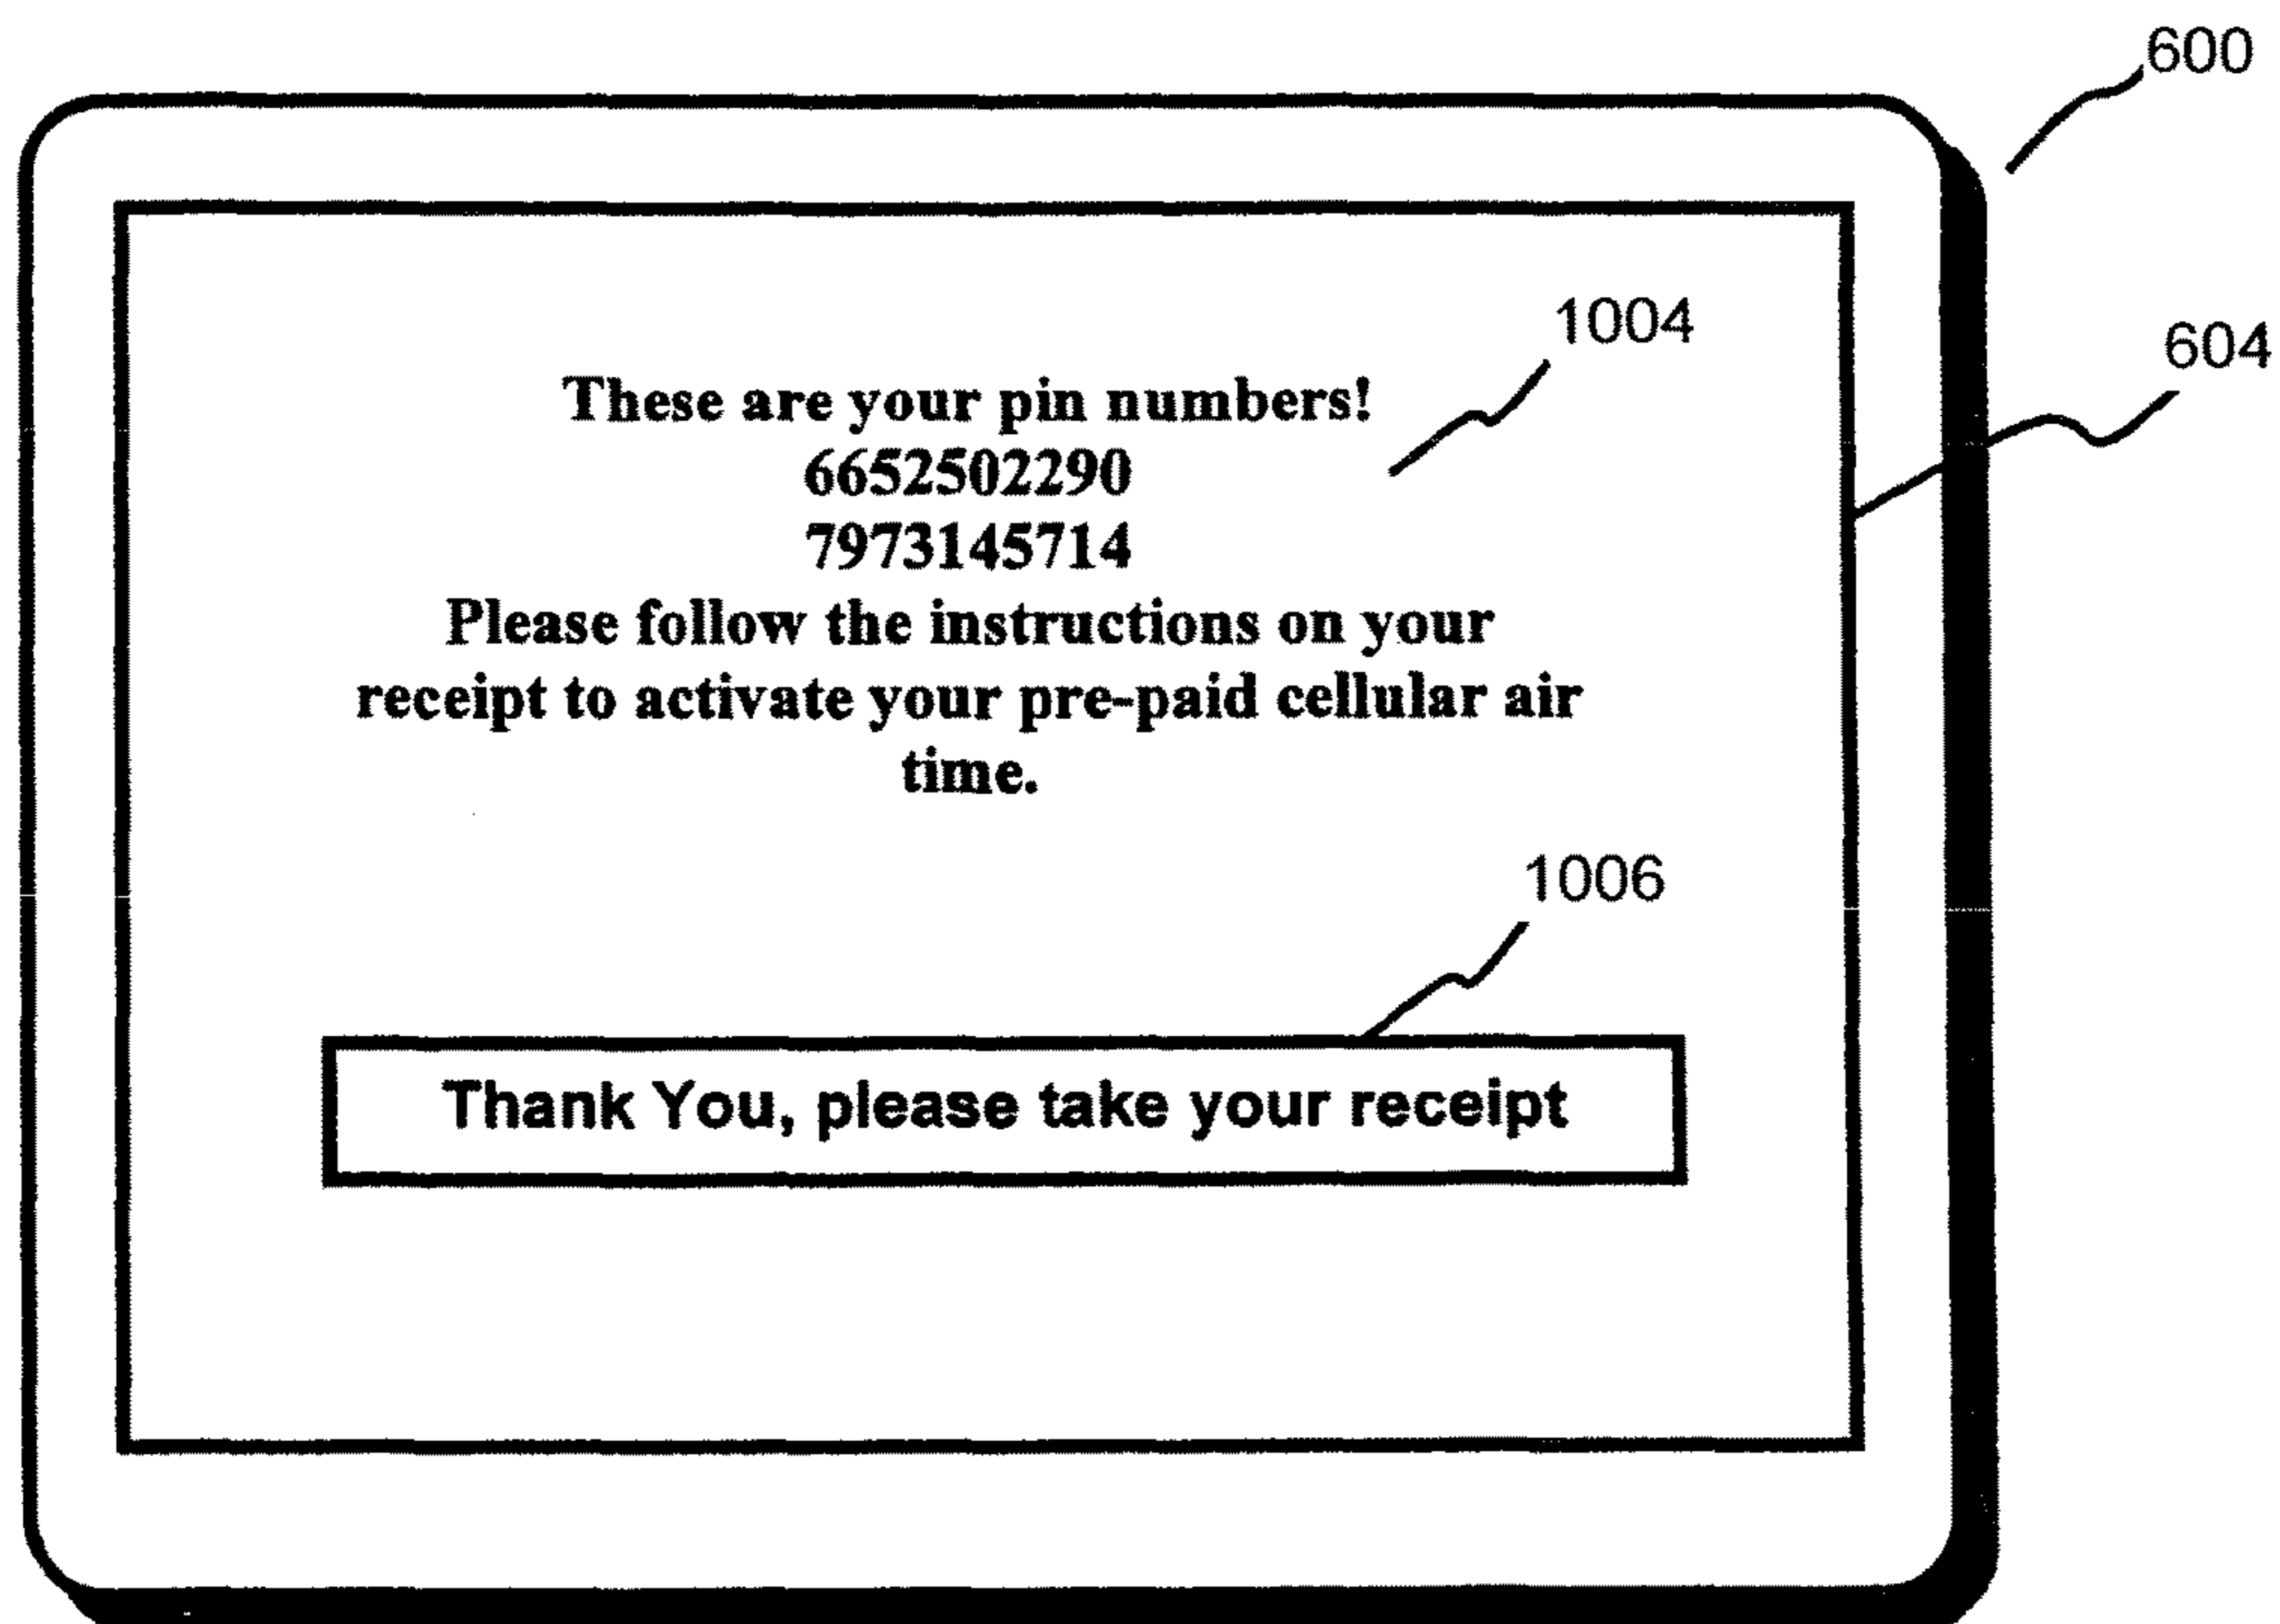 600
1004
604
These are your pin numbers!
6652502290
7973145714
Please follow the instructions on your
receipt to activate your pre-paid cellular air
time.
1006
Thank You, please take your receipt